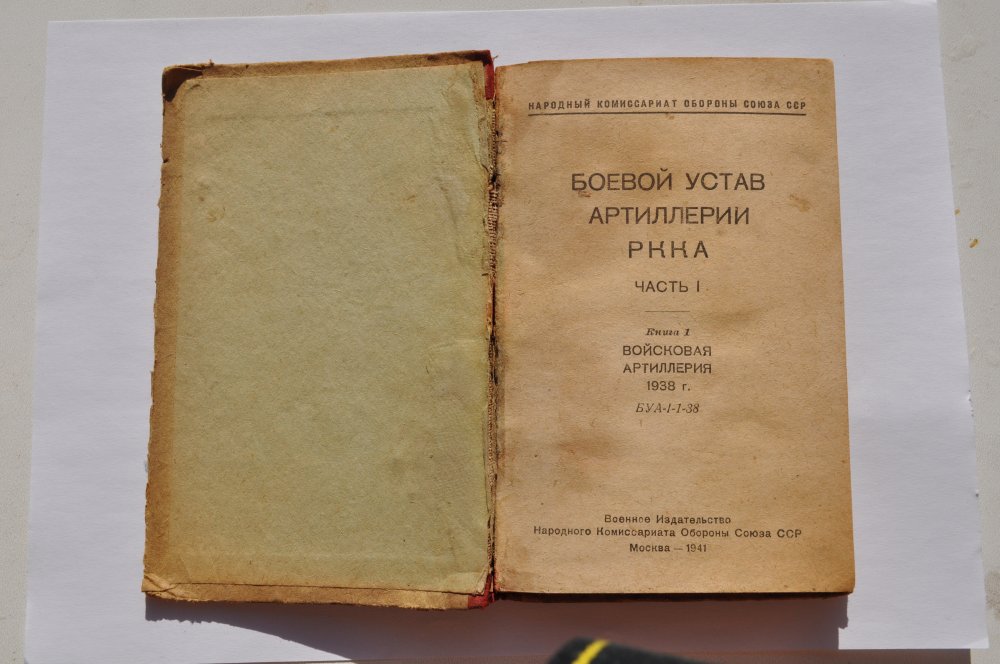 НАРОДНЫЙ КОМИССАРИАТ ОБОРОНЫ СОЮЗА ССР
БОЕВОЙ УСТАВ
АРТИЛЛЕРИИ
РККА
ЧАСТЬ I
Книга 1
ВОЙСКОВАЯ
АРТИЛЛЕРИЯ
1938 г.
БУА-I-1-38
Военное Издательство
Народного Комиссариата Обороны Союза ССР
Москва — 1941